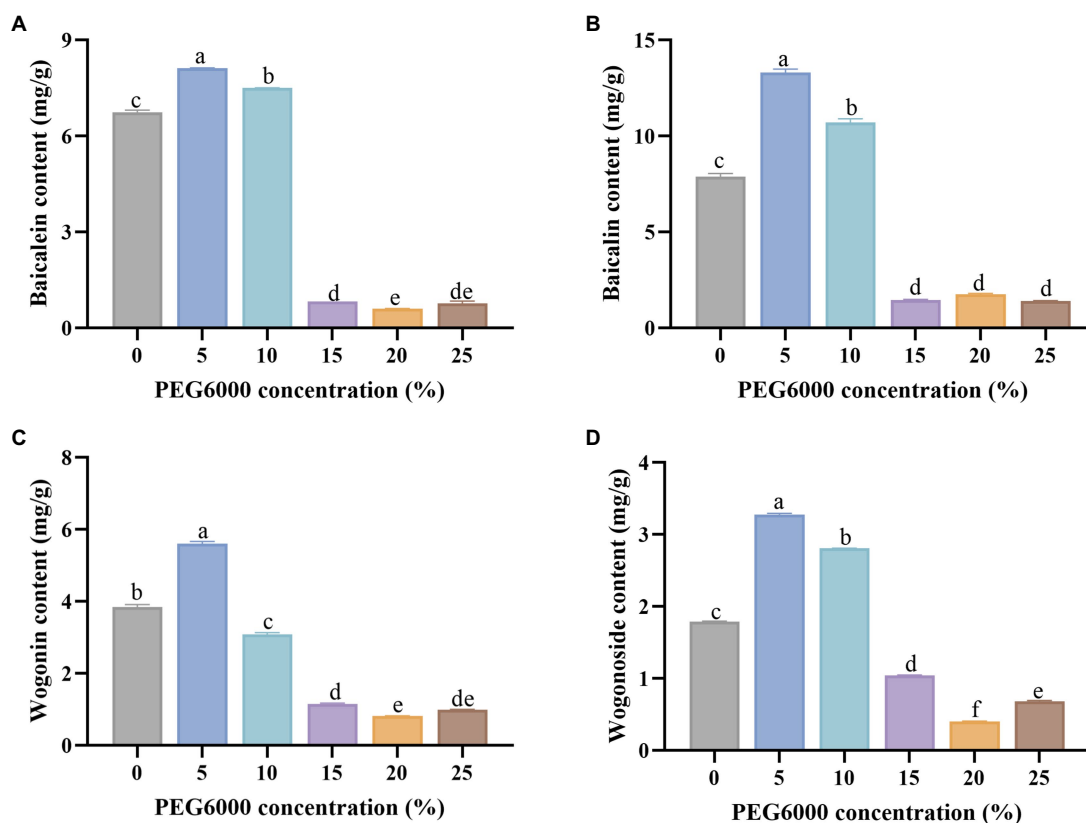 A
Baicalein content (mg/g)
9
6
3
0
c
a
b
d
e
de
0 5 10 15 20 25
PEG6000 concentration (%)
B
Baicalin content (mg/g)
15
10
5
0
c
a
b
d
d
d
0 5 10 15 20 25
PEG6000 concentration (%)
C
Wogonin content (mg/g)
8
6
4
2
0
b
a
c
d
e
de
0 5 10 15 20 25
PEG6000 concentration (%)
D
Wogonoside content (mg/g)
4
3
2
1
0
c
a
b
d
f
e
0 5 10 15 20 25
PEG6000 concentration (%)